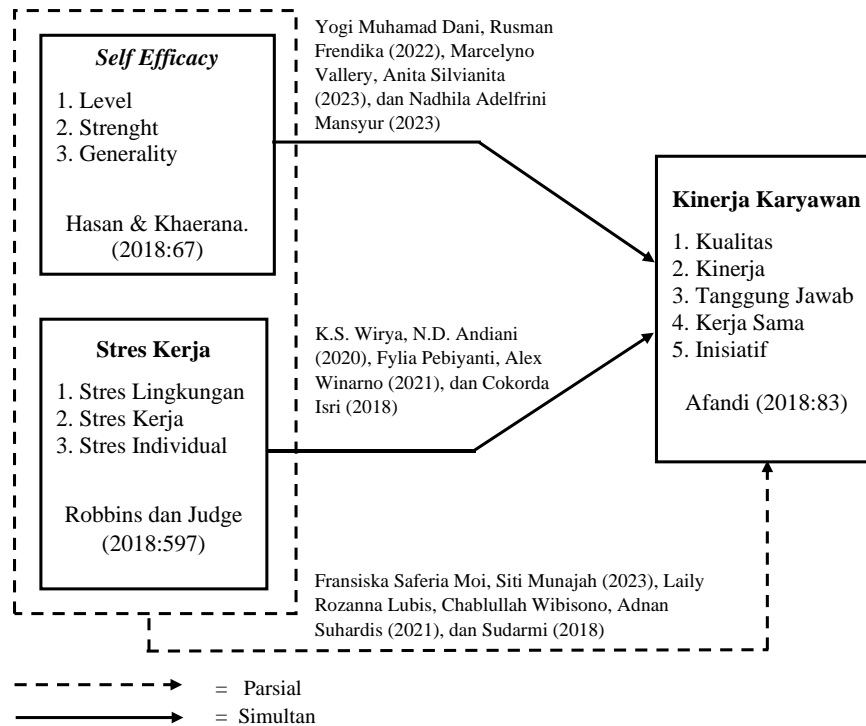 Yogi Muhamad Dani, Rusman
Frendika (2022), Marcelyno
Vallery, Anita Silvianita
(2023), dan Nadhila Adelfrini
Mansyur (2023)
Self Efficacy
1. Level
2. Strenght
3. Generality
Hasan & Khaerana.
(2018:67)
Kinerja Karyawan
1. Kualitas
2. Kinerja
3. Tanggung Jawab
4. Kerja Sama
5. Inisiatif
Afandi (2018:83)
K.S. Wirya, N.D. Andiani
(2020), Fylia Pebiyanti, Alex
Winarno (2021), dan Cokorda
Isri (2018)
Stres Kerja
1. Stres Lingkungan
2. Stres Kerja
3. Stres Individual
Robbins dan Judge
(2018:597)
Fransiska Saferia Moi, Siti Munajah (2023), Laily
Rozanna Lubis, Chablullah Wibisono, Adnan
Suhardis (2021), dan Sudarmi (2018)
= Parsial
= Simultan